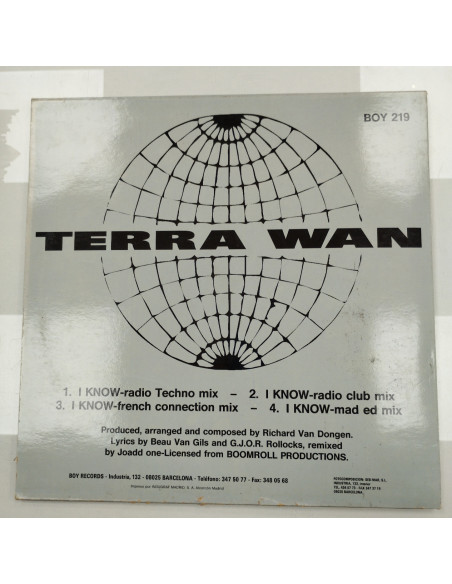 BOY 219
TERRA WAN
1. I KNOW-radio Techno mix – 2. I KNOW-radio club mix
3. I KNOW-french connection mix – 4. I KNOW-mad ed mix
Produced, arranged and composed by Richard Van Dongen.
Lyrics by Beau Van Gils and G.J.O.R. Rollocks, remixed
by Joadd one-Licensed from BOOMROLL PRODUCTIONS.
BOY RECORDS - Industria, 132 - 08025 BARCELONA - Teléfono: 347 50 77 - Fax: 348 05 68
08025 BARCELONA.